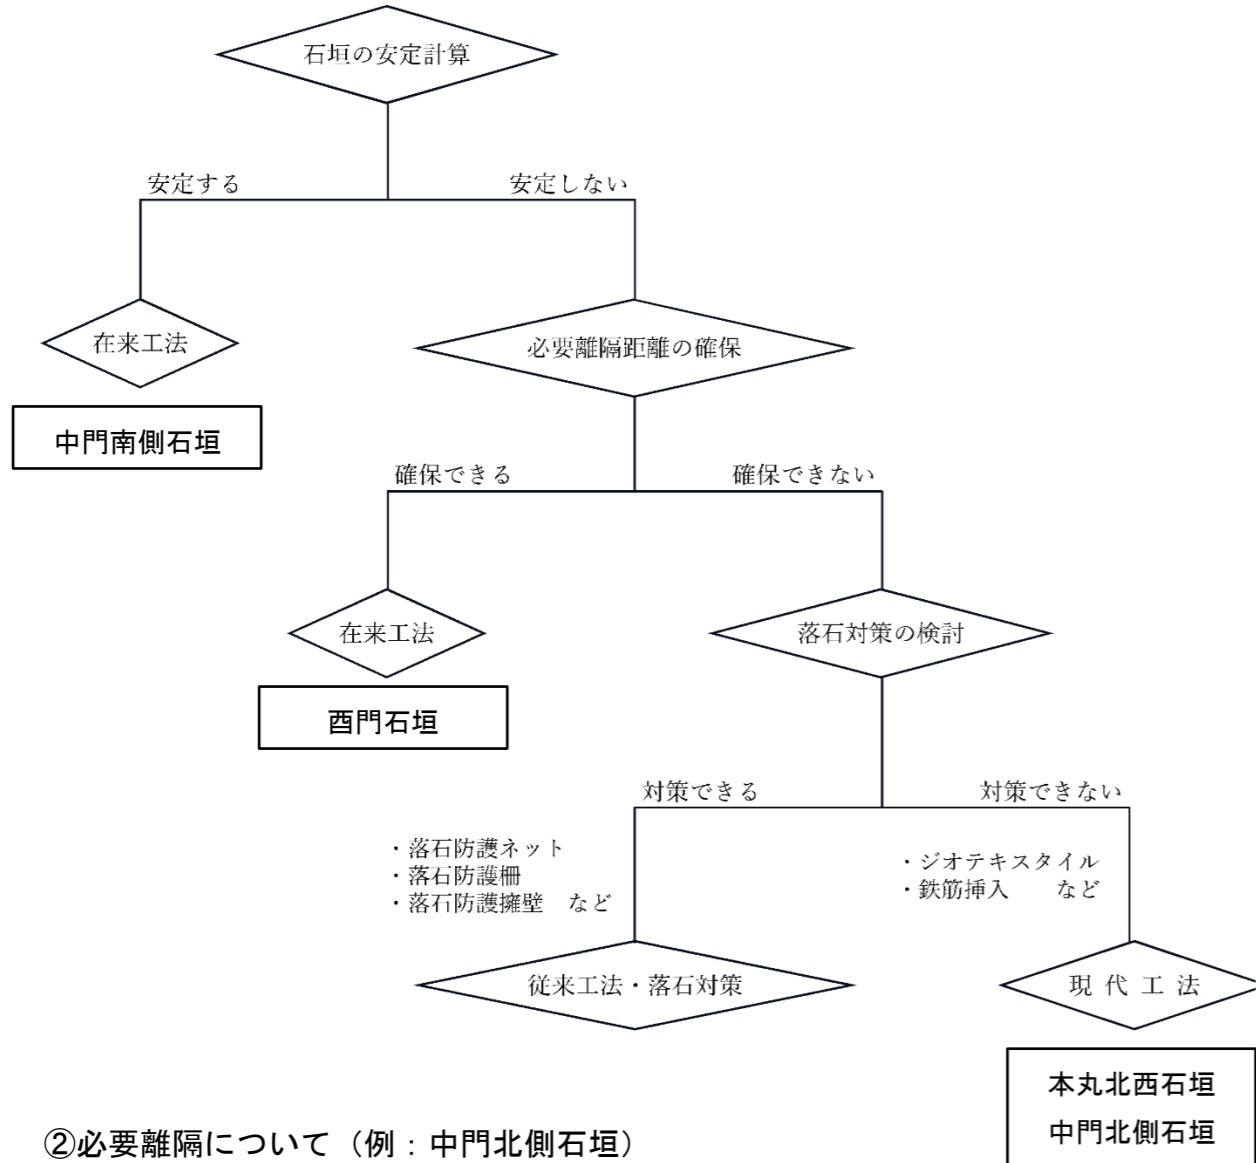 石垣の安定計算
安定する
安定しない
在来工法
必要離隔距離の確保
中門南側石垣
確保できる
確保できない
在来工法
落石対策の検討
酉門石垣
対策できる
対策できない
・落石防護ネット
・落石防護柵
・落石防護擁壁　など
・ジオテキスタイル
・鉄筋挿入　　など
従来工法・落石対策
現 代 工 法
本丸北西石垣
中門北側石垣
②必要離隔について（例：中門北側石垣）